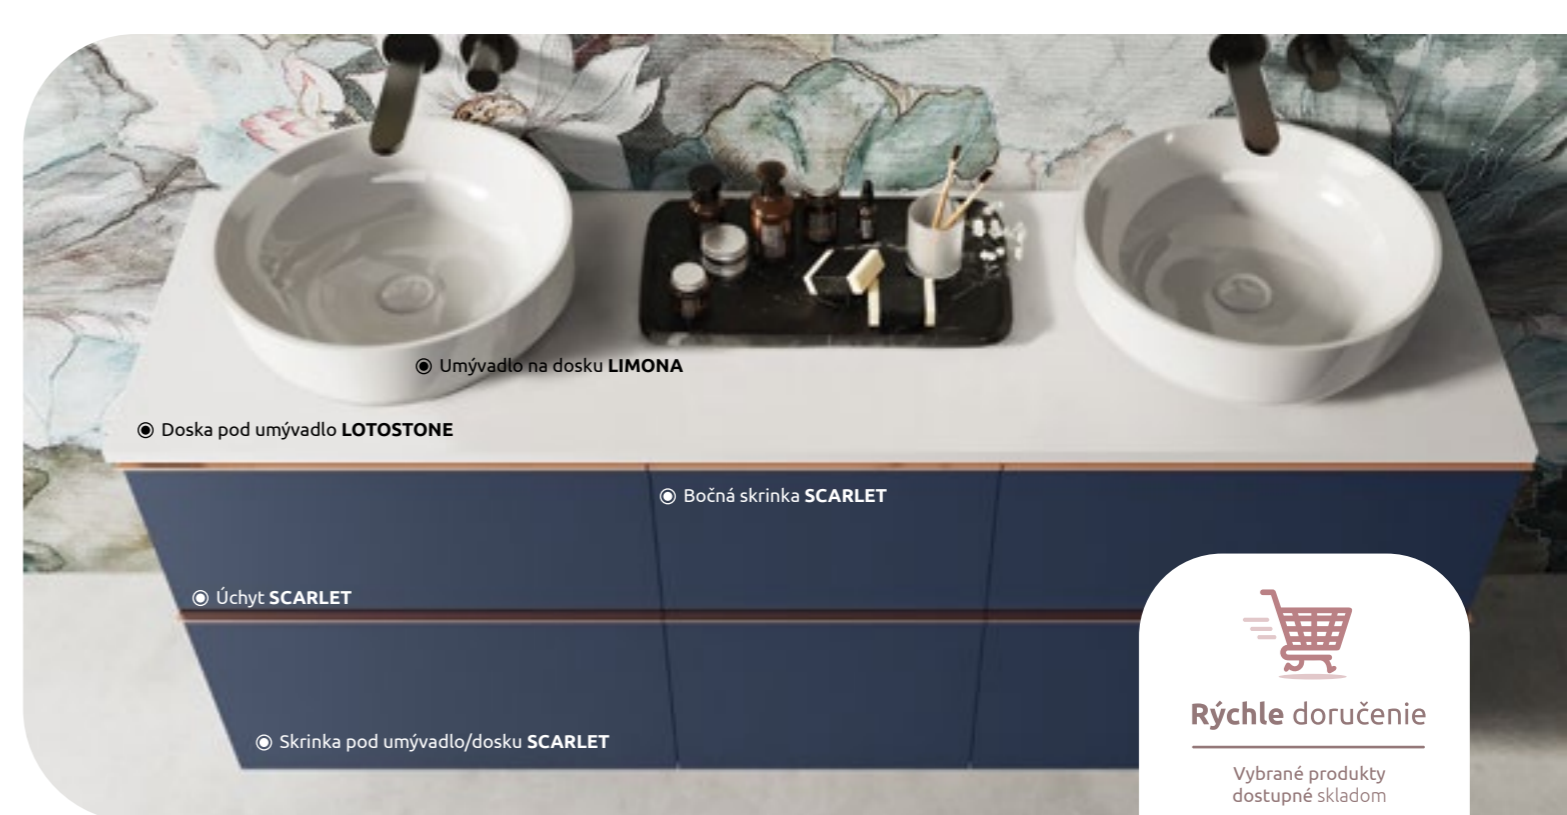 Umývadlo na dosku LIMONA
Doska pod umývadlo LOTOSTONE
Bočná skrinka SCARLET
Úchyt SCARLET
Skrinka pod umývadlo/dosku SCARLET
Rýchle doručenie
Vybrané produkty
dostupné skladom